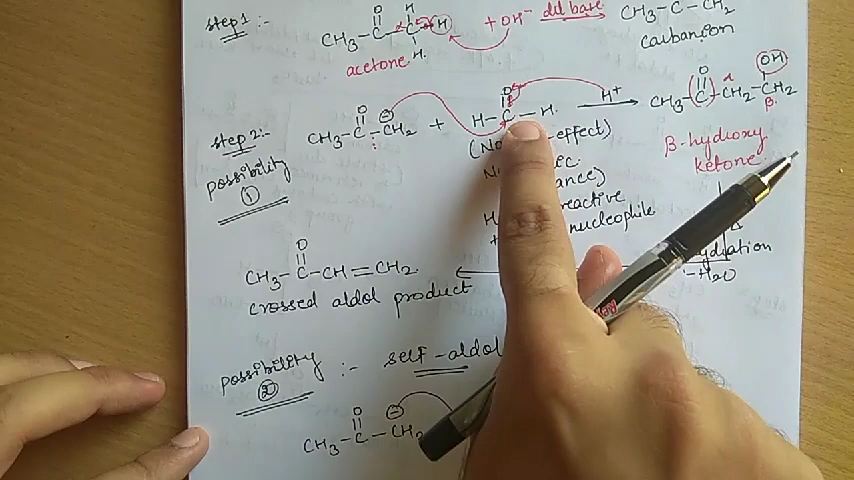 step 1 :-
O H
CH₃ - C - C - H + OH⁻ dil base CH₃ - C - CH₂
H
acetone carbanion
O OH
step 2 :- CH₃ - C - CH₂ + H - C - H H⁺ CH₃ - C - CH₂ - CH₂
α β
possibility
①
effect)
β-hydroxy
ketone
reactive
nucleophile
-H₂O
O
CH₃ - C - CH = CH₂
crossed aldol product
possibility
② :- self-aldol
O
CH₃ - C - CH₂